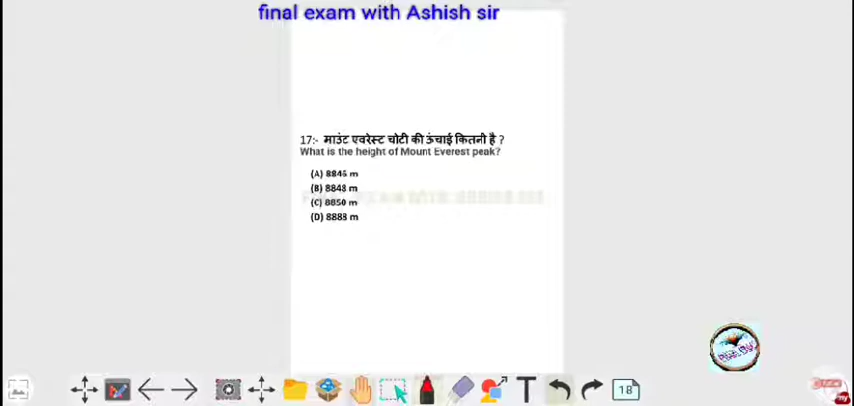 final exam with Ashish sir
17:- माउंट एवरेस्ट चोटी की ऊंचाई कितनी है ?
What is the height of Mount Everest peak?
(A) 8846 m
(B) 8848 m
(C) 8850 m
(D) 8888 m
T
18